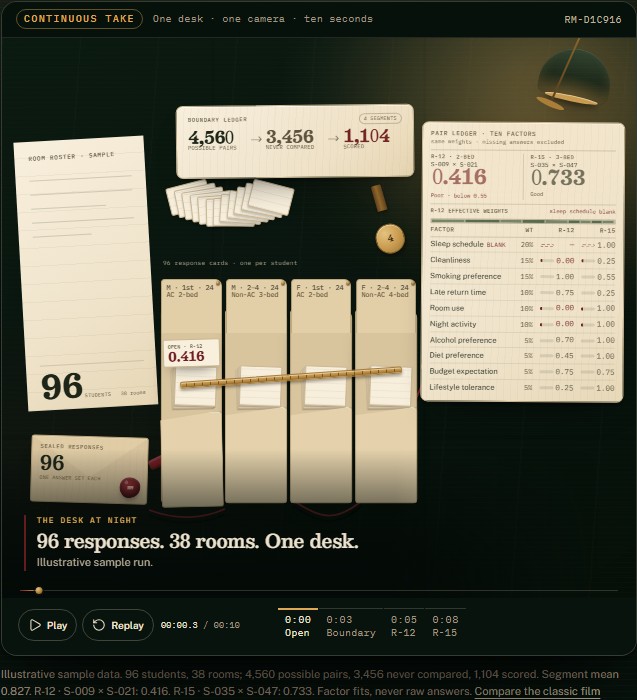 CONTINUOUS TAKE One desk · one camera · ten seconds RM-D1C916
BOUNDARY LEDGER 4 SEGMENTS
4,560 → 3,456 → 1,104
POSSIBLE PAIRS NEVER COMPARED SCORED
ROOM ROSTER · SAMPLE
96 STUDENTS 38 rooms
4
96 response cards · one per student
M · 1st · 24
AC 2-bed
M · 2-4 · 24
Non-AC 3-bed
F · 1st · 24
AC 2-bed
F · 2-4 · 24
Non-AC 4-bed
OPEN · R-12
0.416
SEALED RESPONSES
96
ONE ANSWER SET EACH
PAIR LEDGER · TEN FACTORS
same weights · missing answers excluded
R-12 · 2-BED
S-009 × S-021
0.416
Poor · below 0.55
R-15 · 3-BED
S-035 × S-047
0.733
Good
R-12 EFFECTIVE WEIGHTS sleep schedule blank
FACTOR WT R-12 R-15
Sleep schedule BLANK 20% — 1.00
Cleanliness 15% 0.00 0.25
Smoking preference 15% 1.00 0.55
Late return time 10% 0.75 0.25
Room use 10% 0.00 1.00
Night activity 10% 0.00 1.00
Alcohol preference 5% 0.70 1.00
Diet preference 5% 0.45 1.00
Budget expectation 5% 0.75 0.75
Lifestyle tolerance 5% 0.25 1.00
THE DESK AT NIGHT
96 responses. 38 rooms. One desk.
Illustrative sample run.
Play Replay 00:00.3 / 00:10
0:00 0:03 0:05 0:08
Open Boundary R-12 R-15
Illustrative sample data. 96 students, 38 rooms; 4,560 possible pairs, 3,456 never compared, 1,104 scored. Segment mean
0.827. R-12 · S-009 × S-021: 0.416. R-15 · S-035 × S-047: 0.733. Factor fits, never raw answers. Compare the classic film